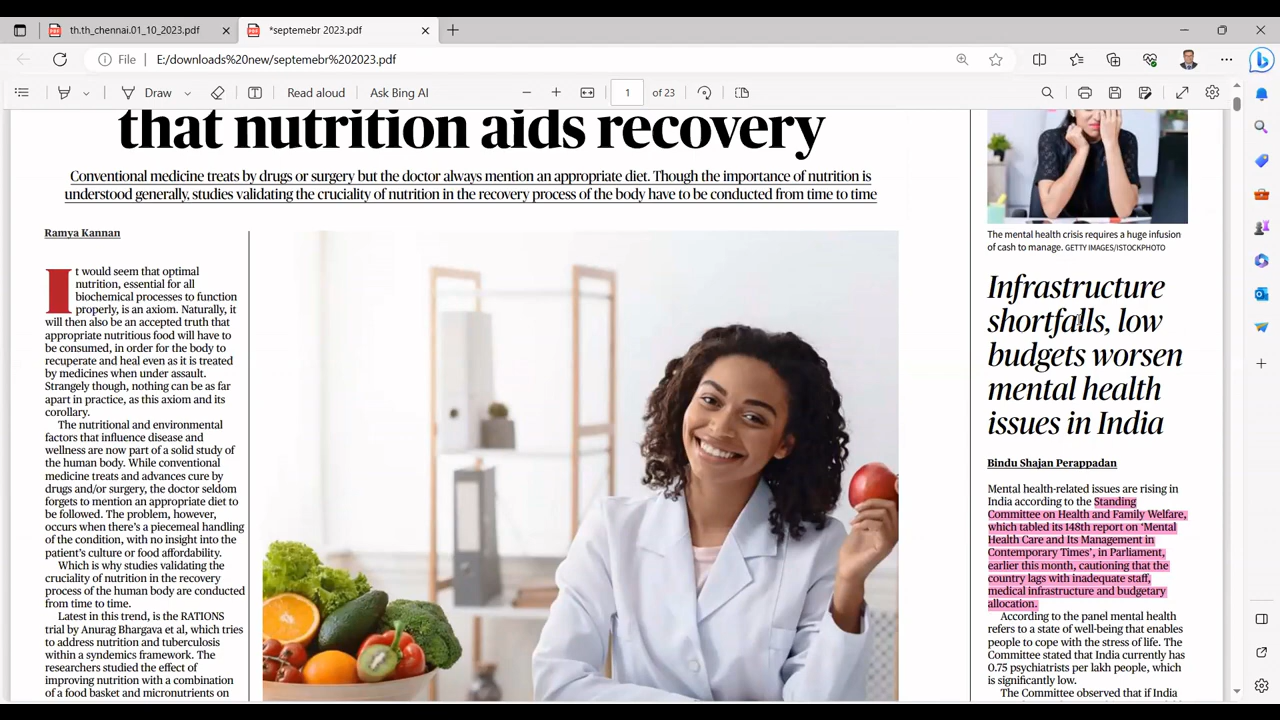 th.th_chennai.01_10_2023.pdf
*septemebr 2023.pdf
File
E:/downloads%20new/septemebr%202023.pdf
Draw
Read aloud
Ask Bing AI
1
of 23
that nutrition aids recovery
Conventional medicine treats by drugs or surgery but the doctor always mention an appropriate diet. Though the importance of nutrition is
understood generally, studies validating the cruciality of nutrition in the recovery process of the body have to be conducted from time to time
Ramya Kannan
It would seem that optimal
nutrition, essential for all
biochemical processes to function
properly, is an axiom. Naturally, it
will then also be an accepted truth that
appropriate nutritious food will have to
be consumed, in order for the body to
recuperate and heal even as it is treated
by medicines when under assault.
Strangely though, nothing can be as far
apart in practice, as this axiom and its
corollary.
The nutritional and environmental
factors that influence disease and
wellness are now part of a solid study of
the human body. While conventional
medicine treats and advances cure by
drugs and/or surgery, the doctor seldom
forgets to mention an appropriate diet to
be followed. The problem, however,
occurs when there's a piecemeal handling
of the condition, with no insight into the
patient's culture or food affordability.
Which is why studies validating the
cruciality of nutrition in the recovery
process of the human body are conducted
from time to time.
Latest in this trend, is the RATIONS
trial by Anurag Bhargava et al, which tries
to address nutrition and tuberculosis
within a syndemics framework. The
researchers studied the effect of
improving nutrition with a combination
of a food basket and micronutrients on
The mental health crisis requires a huge infusion
of cash to manage. GETTY IMAGES/ISTOCKPHOTO
Infrastructure
shortfalls, low
budgets worsen
mental health
issues in India
Bindu Shajan Perappadan
Mental health-related issues are rising in
India according to the Standing
Committee on Health and Family Welfare,
which tabled its 148th report on 'Mental
Health Care and Its Management in
Contemporary Times', in Parliament,
earlier this month, cautioning that the
country lags with inadequate staff,
medical infrastructure and budgetary
allocation.
According to the panel mental health
refers to a state of well-being that enables
people to cope with the stress of life. The
Committee stated that India currently has
0.75 psychiatrists per lakh people, which
is significantly low.
The Committee observed that if India